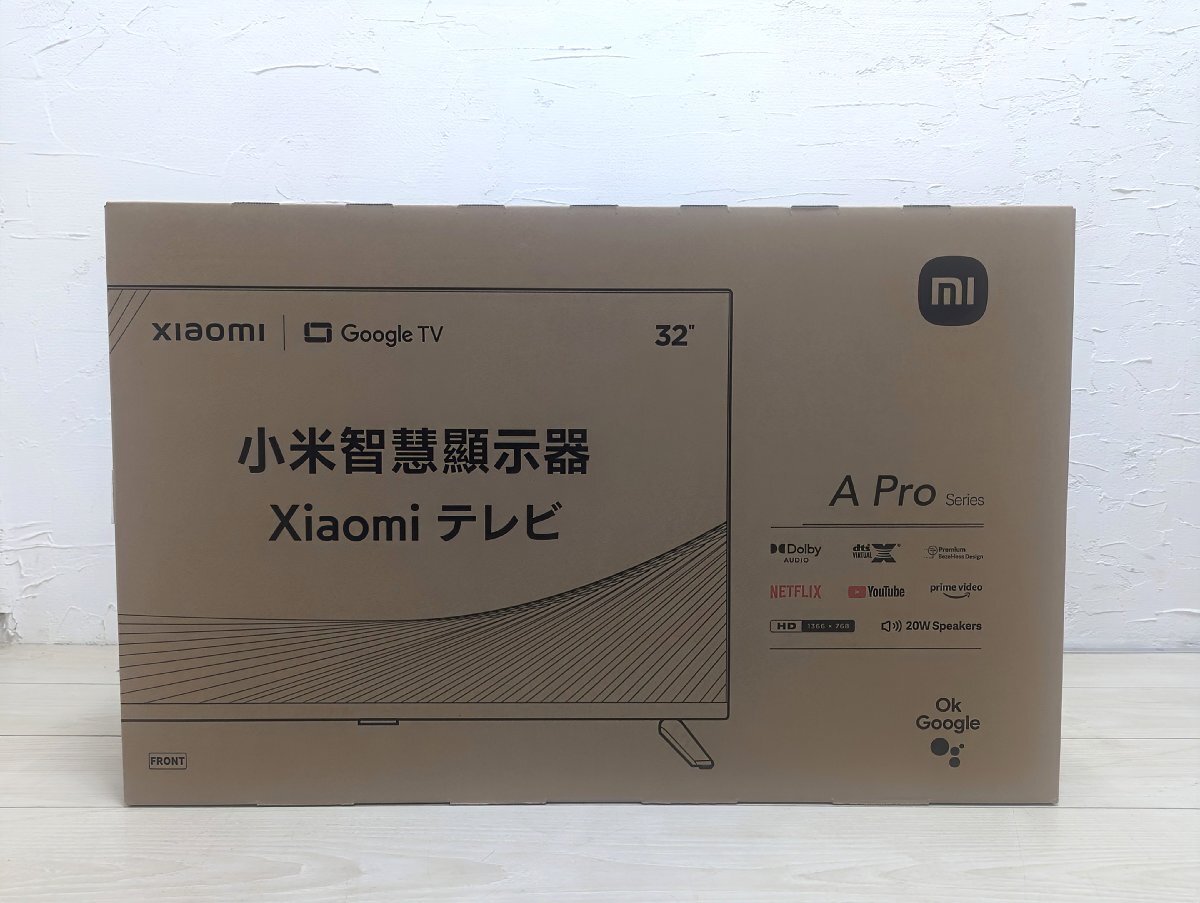 xiaomi | Google TV 32"
小米智慧顯示器
Xiaomi テレビ
FRONT
mi
A Pro Series
Dolby AUDIO dts VIRTUAL X Premium Bezel-less Design
NETFLIX YouTube prime video
HD 1366 × 768 20W Speakers
Ok
Google